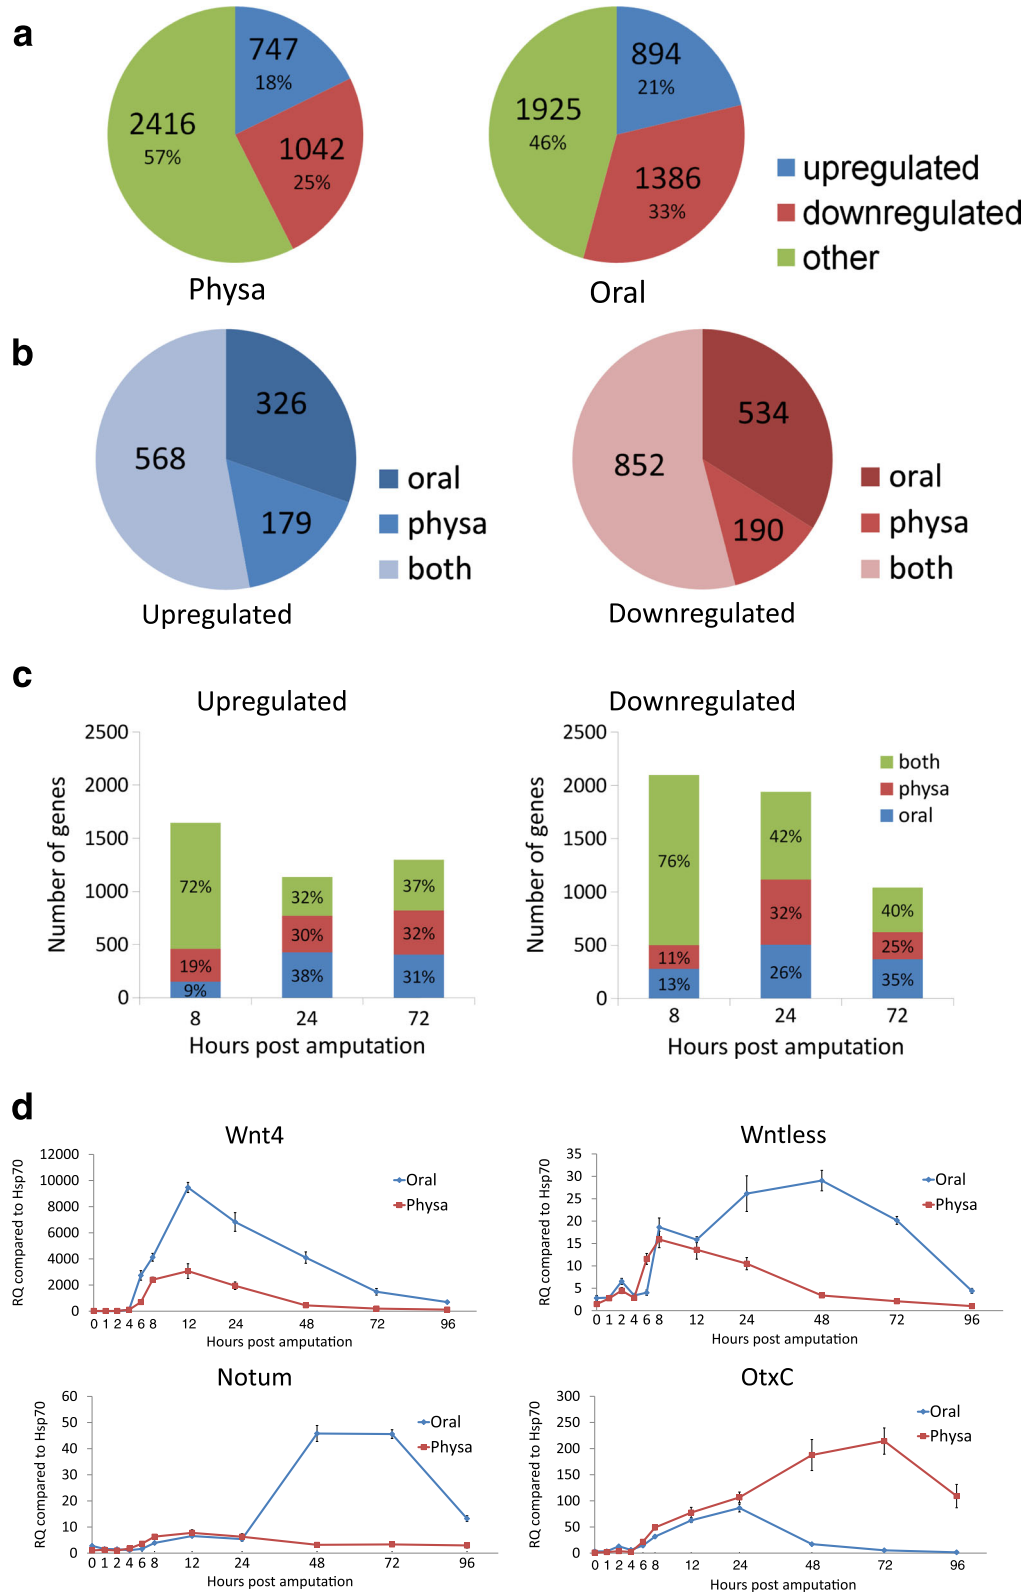 a
747
18%
2416
57%
1042
25%
Physa
894
21%
1925
46%
1386
33%
Oral
upregulated
downregulated
other
b
326
568
179
oral
physa
both
Upregulated
534
852
190
oral
physa
both
Downregulated
c
Upregulated
Number of genes
2500
2000
1500
1000
500
0
72%
19%
9%
32%
30%
38%
37%
32%
31%
8 24 72
Hours post amputation
Downregulated
Number of genes
2500
2000
1500
1000
500
0
76%
11%
13%
42%
32%
26%
40%
25%
35%
both
physa
oral
8 24 72
Hours post amputation
d
Wnt4
RQ compared to Hsp70
12000
10000
8000
6000
4000
2000
0
Oral
Physa
0 1 2 4 6 8 12 24 48 72 96
Hours post amputation
Wntless
RQ compared to Hsp70
35
30
25
20
15
10
5
0
Oral
Physa
0 1 2 4 6 8 12 24 48 72 96
Hours post amputation
Notum
RQ compared to Hsp70
60
50
40
30
20
10
0
Oral
Physa
0 1 2 4 6 8 12 24 48 72 96
Hours post amputation
OtxC
RQ compared to Hsp70
300
250
200
150
100
50
0
Oral
Physa
0 1 2 4 6 8 12 24 48 72 96
Hours post amputation